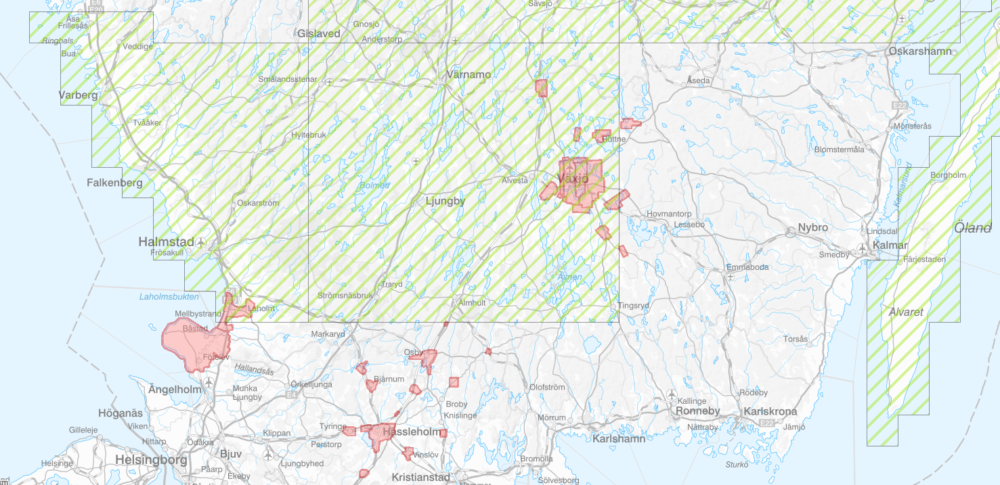 E6
E20
Sävsjö
Åsa
Frillesås
Gnosjö
Gislaved
Anderstorp
Ringhals
Veddige
Bua
Oskarshamn
Värnamo
Smålandsstenar
Åseda
Varberg
E22
Tvååker
Mönsterås
Hyltebruk
Rottne
Blomstermåla
Borgholm
Växjö
Alvesta
Falkenberg
Bolmen
Kalmarsund
Oskarström
Ljungby
Hovmantorp
Lessebo
Nybro
Öland
Lindsdal
Halmstad
Frösakull
Kalmar
Smedby
Färjestaden
Emmaboda
Åsnen
Traryd
Laholmsbukten
Strömsnäsbruk
Älmhult
Tingsryd
Laholm
Mellbystrand
Alvaret
Båstad
Markaryd
Torsås
Osby
Förslöv
Hallandsås
Bjärnum
Örkelljunga
Ängelholm
Munka
Ljungby
E4
Olofström
Rödeby
Kallinge
Broby
Höganäs
Knislinge
Ronneby
Karlskrona
Mörrum
Viken
Tyringe
Nättraby
E22
Jämjö
Gilleleje
Klippan
Hässleholm
Karlshamn
Hittarp
Ödåkra
Perstorp
Bjuv
Vinslöv
Helsingborg
Bromölla
Sturkö
Helsinge
Ljungbyhed
Påarp
Ekeby
Kristianstad
Sölvesborg